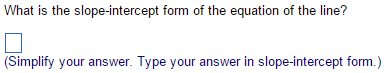 What is the slope-intercept form of the equation of the line?
(Simplify your answer. Type your answer in slope-intercept form.)